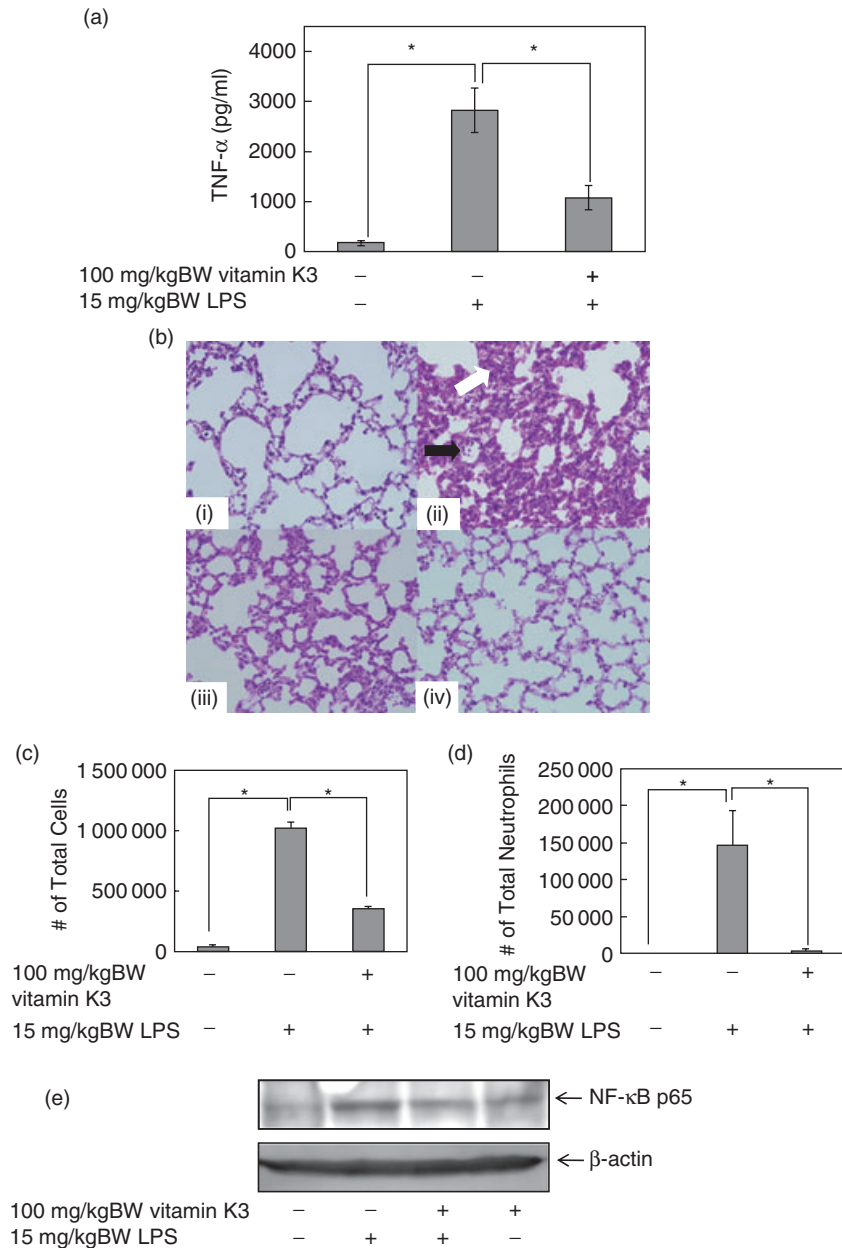 (a)
4000
3000
2000
1000
0
TNF-α (pg/ml)
* *
100 mg/kgBW vitamin K3 – – +
15 mg/kgBW LPS – + +
(b)
(i) (ii)
(iii) (iv)
(c)
1 500 000
1 000 000
500 000
0
# of Total Cells
* *
100 mg/kgBW – – +
vitamin K3
15 mg/kgBW LPS – + +
(d)
250 000
200 000
150 000
100 000
50 000
0
# of Total Neutrophils
* *
100 mg/kgBW – – +
vitamin K3
15 mg/kgBW LPS – + +
(e)
NF-κB p65
β-actin
100 mg/kgBW vitamin K3 – – + +
15 mg/kgBW LPS – + + –